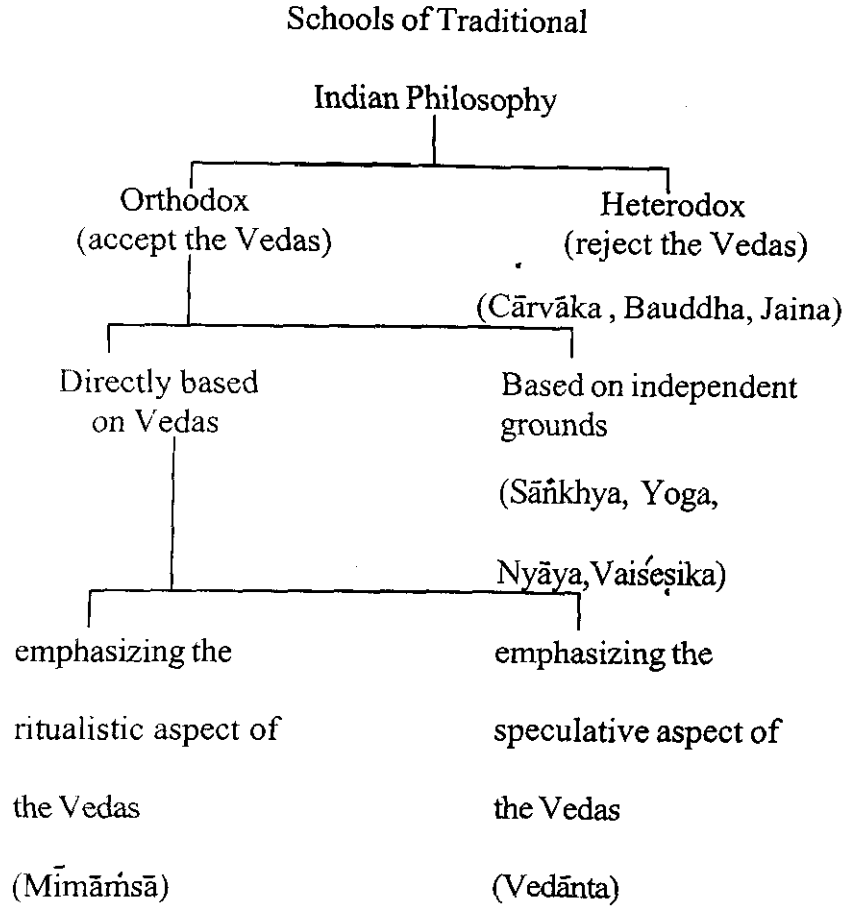 Schools of Traditional
Indian Philosophy
Orthodox
(accept the Vedas)
Heterodox
(reject the Vedas)
(Cārvāka , Bauddha, Jaina)
Directly based
on Vedas
Based on independent
grounds
(Sāṅkhya, Yoga,
Nyāya,Vaiśeṣika)
emphasizing the
ritualistic aspect of
the Vedas
(Mīmāṁsā)
emphasizing the
speculative aspect of
the Vedas
(Vedānta)